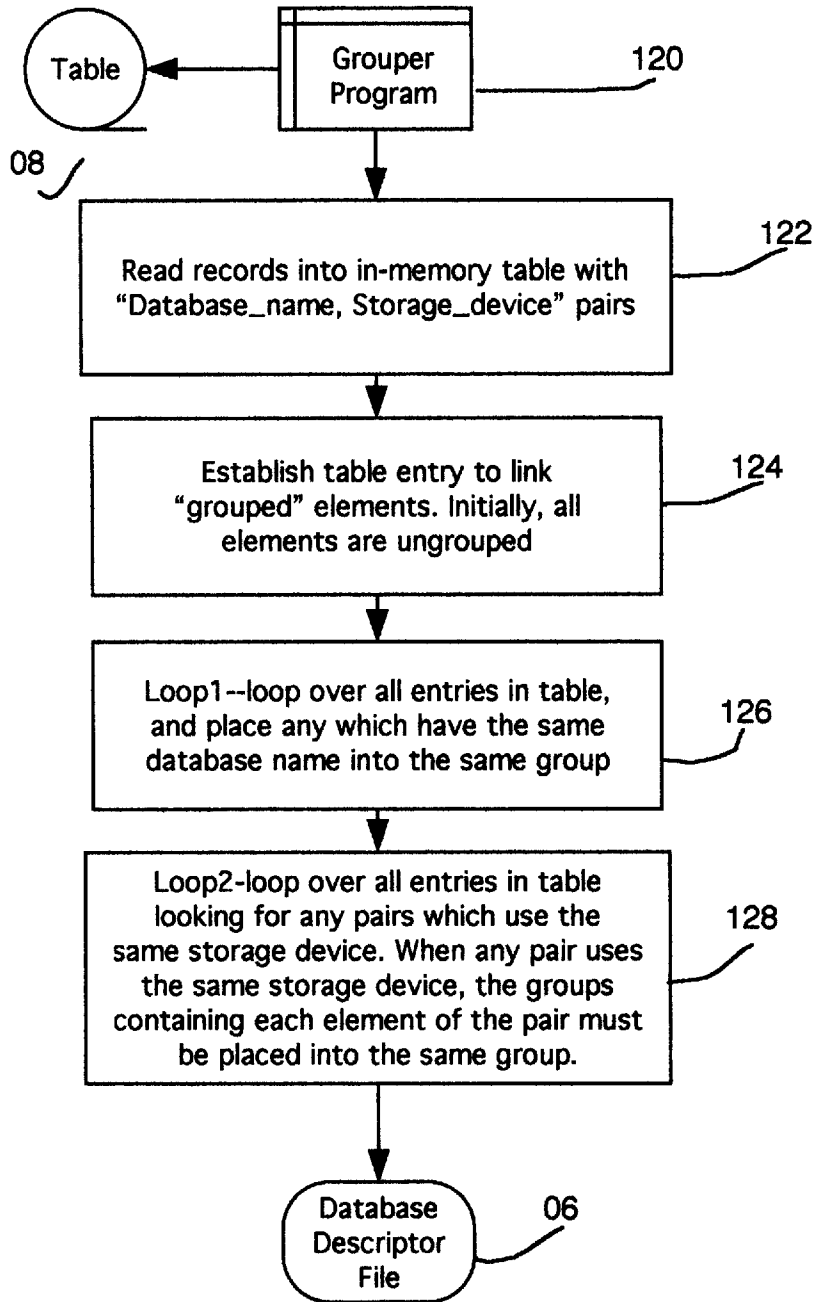 Table
Grouper
Program
120
08
122
Read records into in-memory table with
“Database_name, Storage_device” pairs
124
Establish table entry to link
“grouped” elements. Initially, all
elements are ungrouped
126
Loop1--loop over all entries in table,
and place any which have the same
database name into the same group
128
Loop2-loop over all entries in table
looking for any pairs which use the
same storage device. When any pair uses
the same storage device, the groups
containing each element of the pair must
be placed into the same group.
06
Database
Descriptor
File